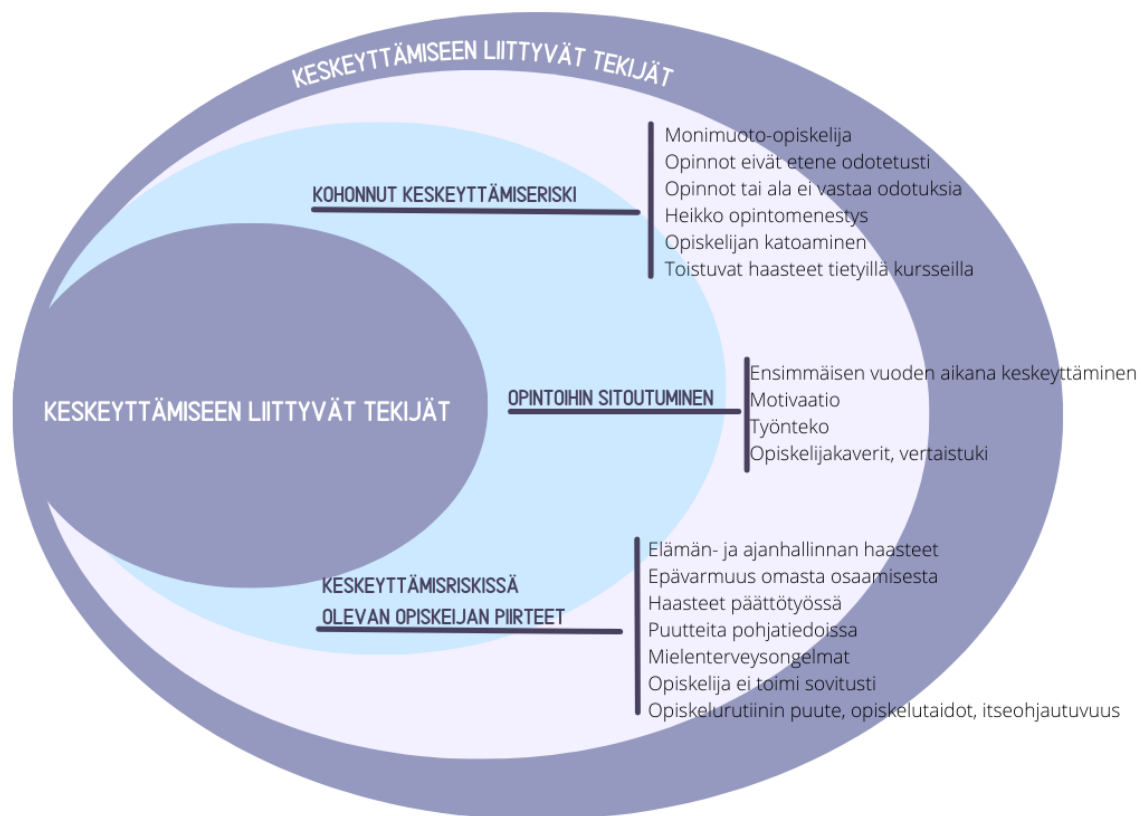 KESKEYTTÄMISEEN LIITTYVÄT TEKIJÄT
KOHONNUT KESKEYTTÄMISERISKI
Monimuoto-opiskelija
Opinnot eivät etene odotetusti
Opinnot tai ala ei vastaa odotuksia
Heikko opintomenestys
Opiskelijan katoaminen
Toistuvat haasteet tietyillä kursseilla
KESKEYTTÄMISEEN LIITTYVÄT TEKIJÄT
OPINTOIHIN SITOUTUMINEN
Ensimmäisen vuoden aikana keskeyttäminen
Motivaatio
Työnteko
Opiskelijakaverit, vertaistuki
KESKEYTTÄMISRISKISSÄ
OLEVAN OPISKEIJAN PIIRTEET
Elämän- ja ajanhallinnan haasteet
Epävarmuus omasta osaamisesta
Haasteet päättötyössä
Puutteita pohjatiedoissa
Mielenterveysongelmat
Opiskelija ei toimi sovitusti
Opiskelurutiinin puute, opiskelutaidot, itseohjautuvuus